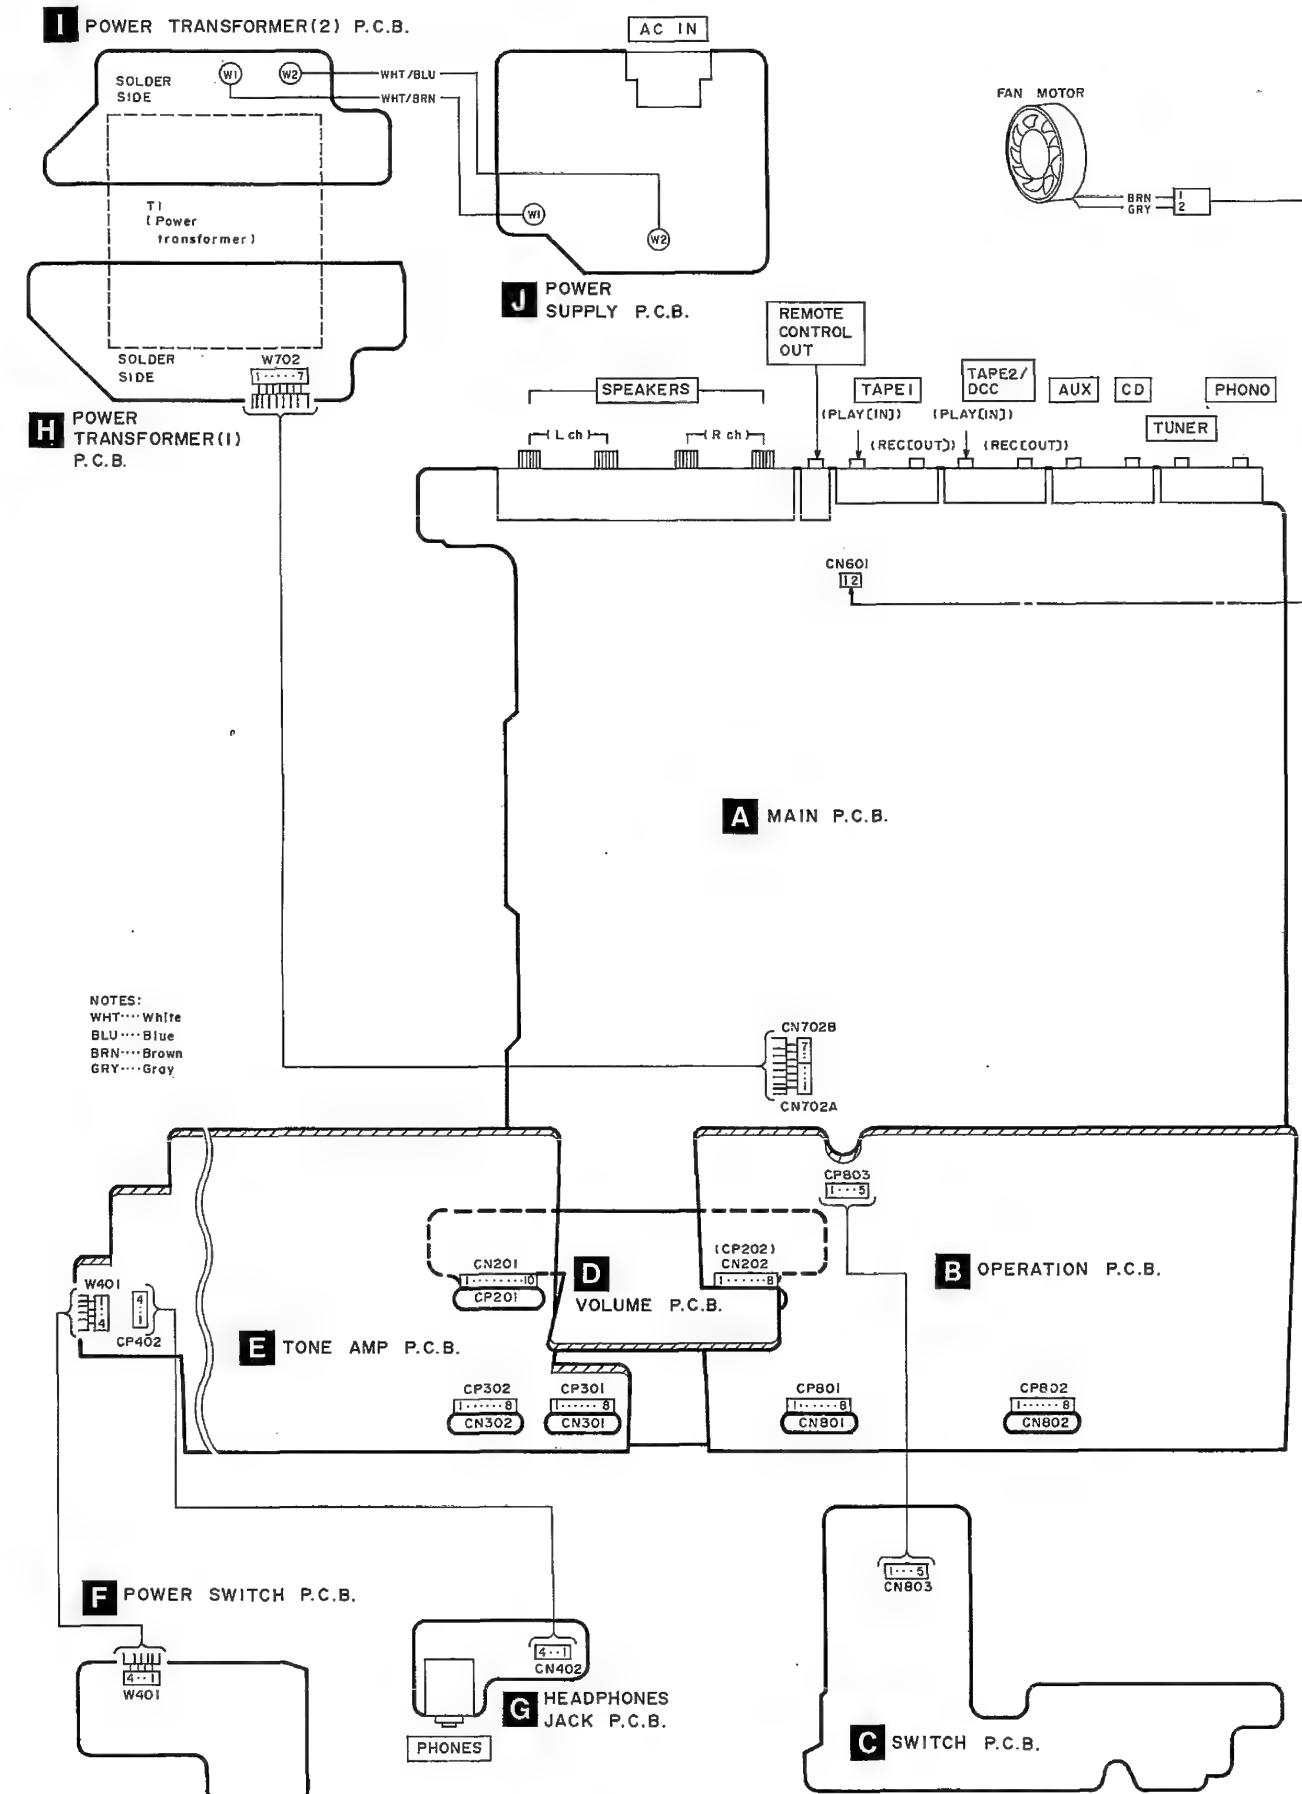 I POWER TRANSFORMER(2) P.C.B.
AC IN
SOLDER
SIDE
W1
W2
WHT/BLU
WHT/BRN
FAN MOTOR
BRN
GRY
1
2
T1
(Power
transformer)
W1
W2
J POWER
SUPPLY P.C.B.
SOLDER
SIDE
W702
1·····7
H POWER
TRANSFORMER(1)
P.C.B.
REMOTE
CONTROL
OUT
SPEAKERS
TAPE1
TAPE2/
DCC
AUX
CD
PHONO
TUNER
(PLAY[IN])
(PLAY[IN])
(L ch)
(R ch)
(REC[OUT])
(REC[OUT])
CN601
12
A MAIN P.C.B.
NOTES:
WHT····White
BLU····Blue
BRN····Brown
GRY····Gray
CN702B
7
1
CN702A
CP803
1···5
CN201
1·······10
CP201
D
VOLUME P.C.B.
(CP202)
CN202
1·····8
B OPERATION P.C.B.
W401
1
4
4
1
CP402
E TONE AMP P.C.B.
CP302
1·····8
CN302
CP301
1·····8
CN301
CP801
1·····8
CN801
CP802
1·····8
CN802
F POWER SWITCH P.C.B.
4··1
W401
4··1
CN402
G HEADPHONES
JACK P.C.B.
PHONES
1···5
CN803
C SWITCH P.C.B.